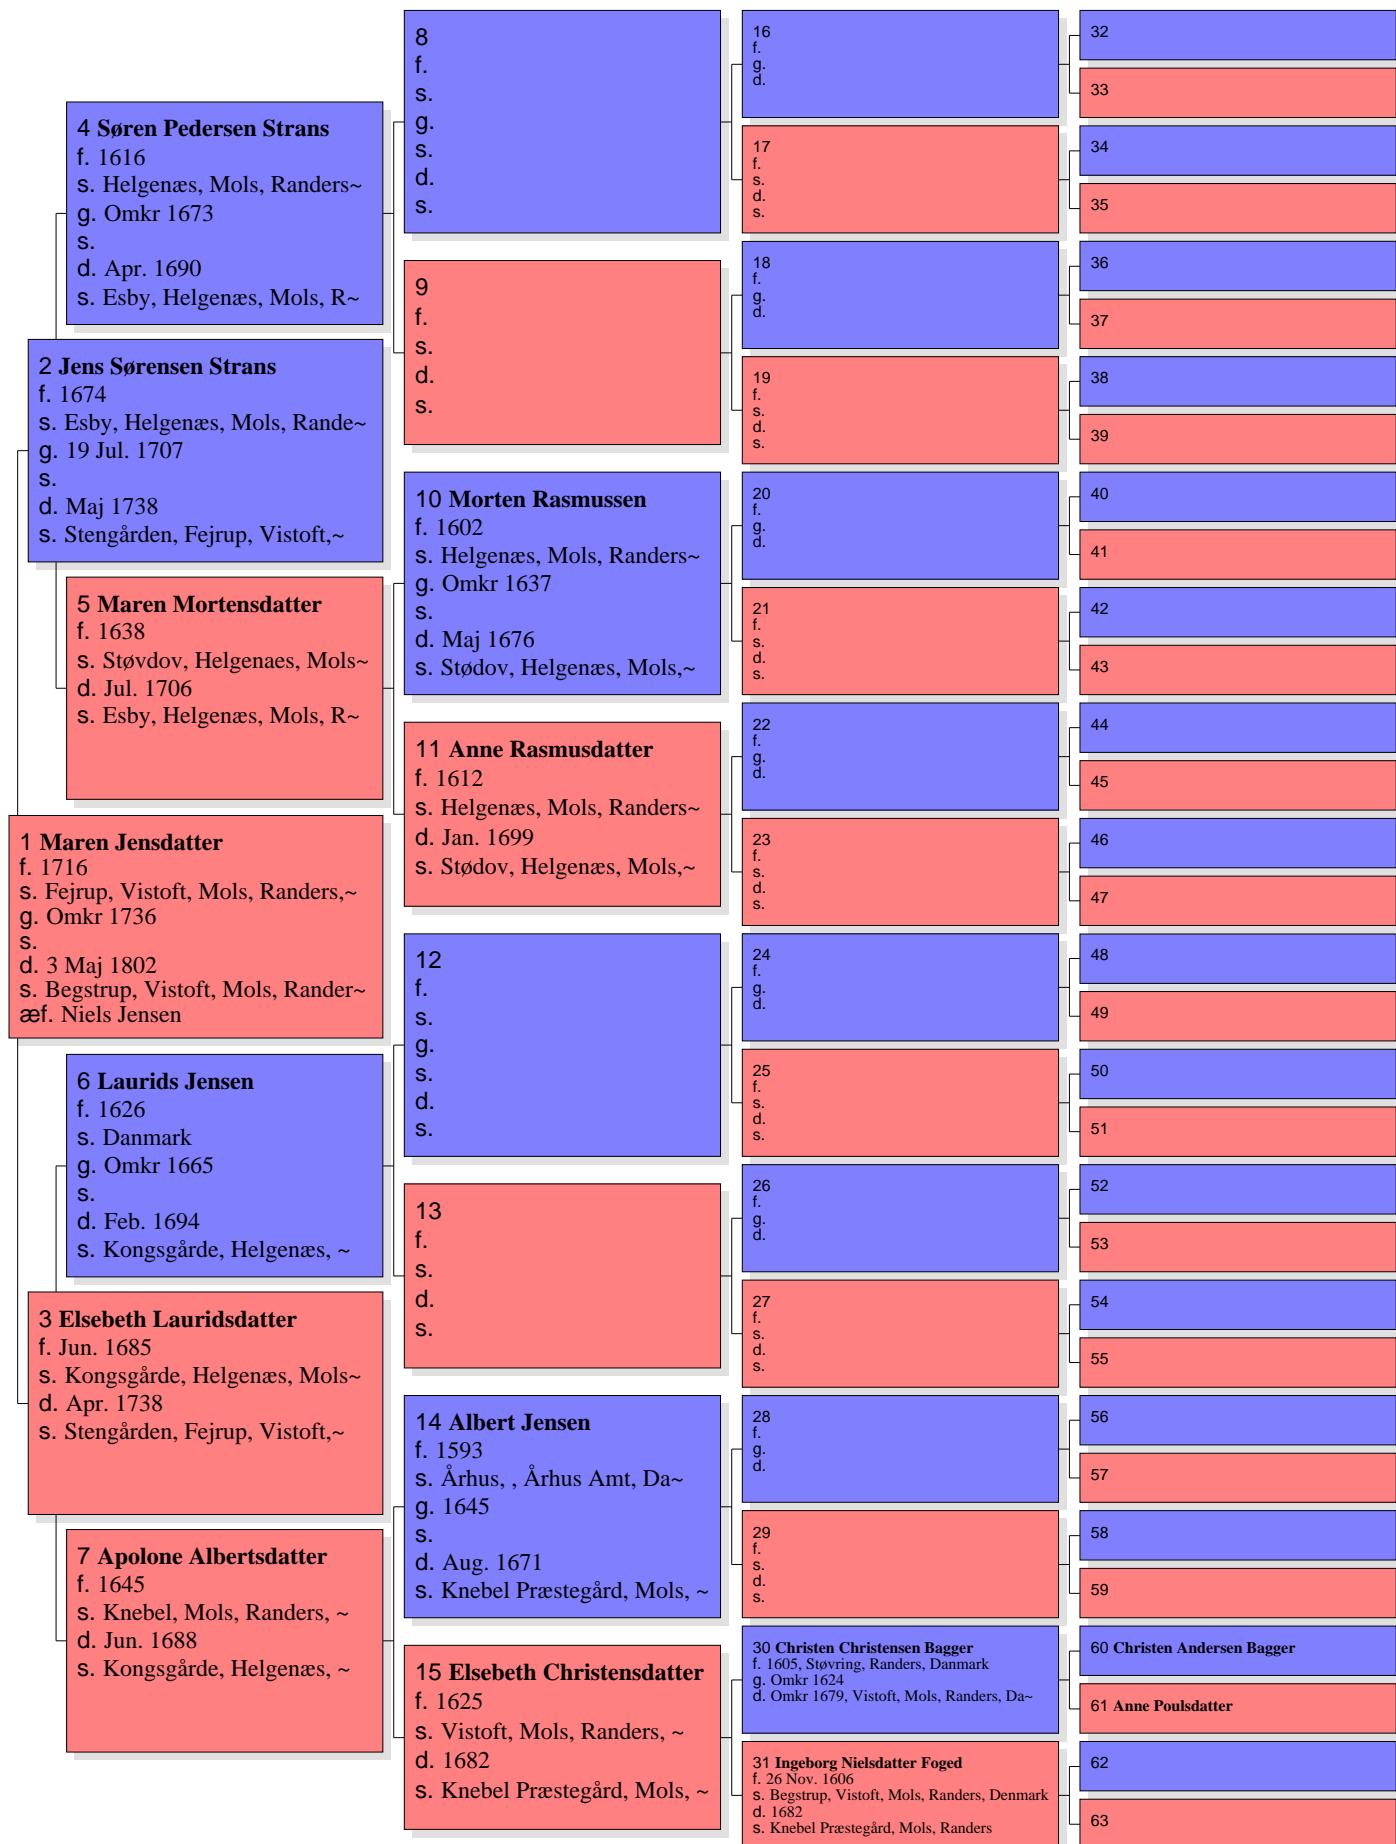 4 Søren Pedersen Strans
f. 1616
s. Helgenæs, Mols, Randers~
g. Omkr 1673
s.
d. Apr. 1690
s. Esby, Helgenæs, Mols, R~
2 Jens Sørensen Strans
f. 1674
s. Esby, Helgenæs, Mols, Rande~
g. 19 Jul. 1707
s.
d. Maj 1738
s. Stengården, Fejrup, Vistoft,~
5 Maren Mortensdatter
f. 1638
s. Støvdov, Helgenaes, Mols~
d. Jul. 1706
s. Esby, Helgenæs, Mols, R~
1 Maren Jensdatter
f. 1716
s. Fejrup, Vistoft, Mols, Randers,~
g. Omkr 1736
s.
d. 3 Maj 1802
s. Begstrup, Vistoft, Mols, Rander~
æf. Niels Jensen
6 Laurids Jensen
f. 1626
s. Danmark
g. Omkr 1665
s.
d. Feb. 1694
s. Kongsgårde, Helgenæs, ~
3 Elsebeth Lauridsdatter
f. Jun. 1685
s. Kongsgårde, Helgenæs, Mols~
d. Apr. 1738
s. Stengården, Fejrup, Vistoft,~
7 Apolone Albertsdatter
f. 1645
s. Knebel, Mols, Randers, ~
d. Jun. 1688
s. Kongsgårde, Helgenæs, ~
8
f.
s.
g.
s.
d.
s.
9
f.
s.
d.
s.
10 Morten Rasmussen
f. 1602
s. Helgenæs, Mols, Randers~
g. Omkr 1637
s.
d. Maj 1676
s. Stødov, Helgenæs, Mols,~
11 Anne Rasmusdatter
f. 1612
s. Helgenæs, Mols, Randers~
d. Jan. 1699
s. Stødov, Helgenæs, Mols,~
12
f.
s.
g.
s.
d.
s.
13
f.
s.
d.
s.
14 Albert Jensen
f. 1593
s. Århus, , Århus Amt, Da~
g. 1645
s.
d. Aug. 1671
s. Knebel Præstegård, Mols, ~
15 Elsebeth Christensdatter
f. 1625
s. Vistoft, Mols, Randers, ~
d. 1682
s. Knebel Præstegård, Mols, ~
16
f.
g.
d.
17
f.
s.
d.
s.
18
f.
g.
d.
19
f.
s.
d.
s.
20
f.
g.
d.
21
f.
s.
d.
s.
22
f.
g.
d.
23
f.
s.
d.
s.
24
f.
g.
d.
25
f.
s.
d.
s.
26
f.
g.
d.
27
f.
s.
d.
s.
28
f.
g.
d.
29
f.
s.
d.
s.
30 Christen Christensen Bagger
f. 1605, Støvring, Randers, Danmark
g. Omkr 1624
d. Omkr 1679, Vistoft, Mols, Randers, Da~
31 Ingeborg Nielsdatter Foged
f. 26 Nov. 1606
s. Begstrup, Vistoft, Mols, Randers, Denmark
d. 1682
s. Knebel Præstegård, Mols, Randers
32
33
34
35
36
37
38
39
40
41
42
43
44
45
46
47
48
49
50
51
52
53
54
55
56
57
58
59
60 Christen Andersen Bagger
61 Anne Poulsdatter
62
63